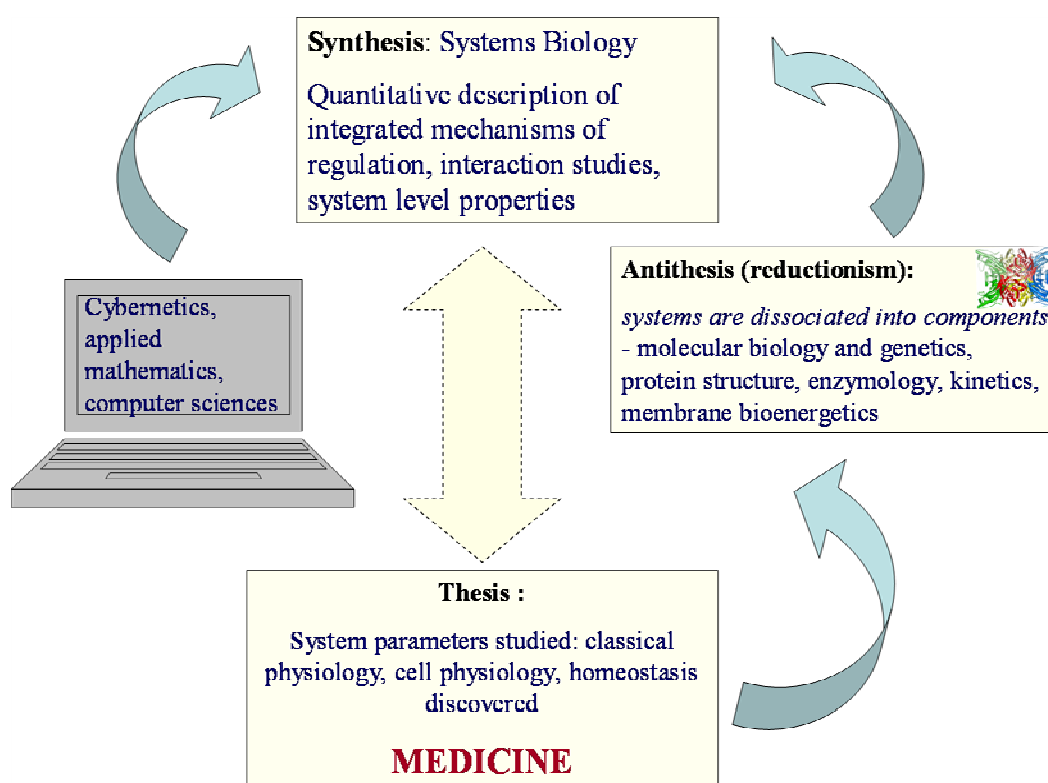 Synthesis: Systems Biology
Quantitative description of
integrated mechanisms of
regulation, interaction studies,
system level properties
Cybernetics,
applied
mathematics,
computer sciences
Antithesis (reductionism):
systems are dissociated into components
- molecular biology and genetics,
protein structure, enzymology, kinetics,
membrane bioenergetics
Thesis :
System parameters studied: classical
physiology, cell physiology, homeostasis
discovered
MEDICINE